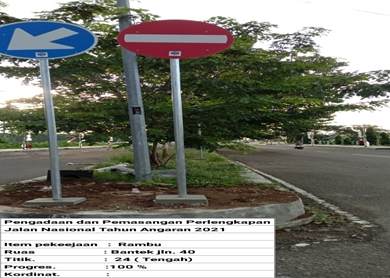 Pengadaan dan Pemasangan Perlengkapan
Jalan Nasional Tahun Angaran 2021
Item pekeejaan : Rambu
Ruas : Bantek jln. 40
Titik. : 24 ( Tengah)
Progres. :100 %
Kordinat. :